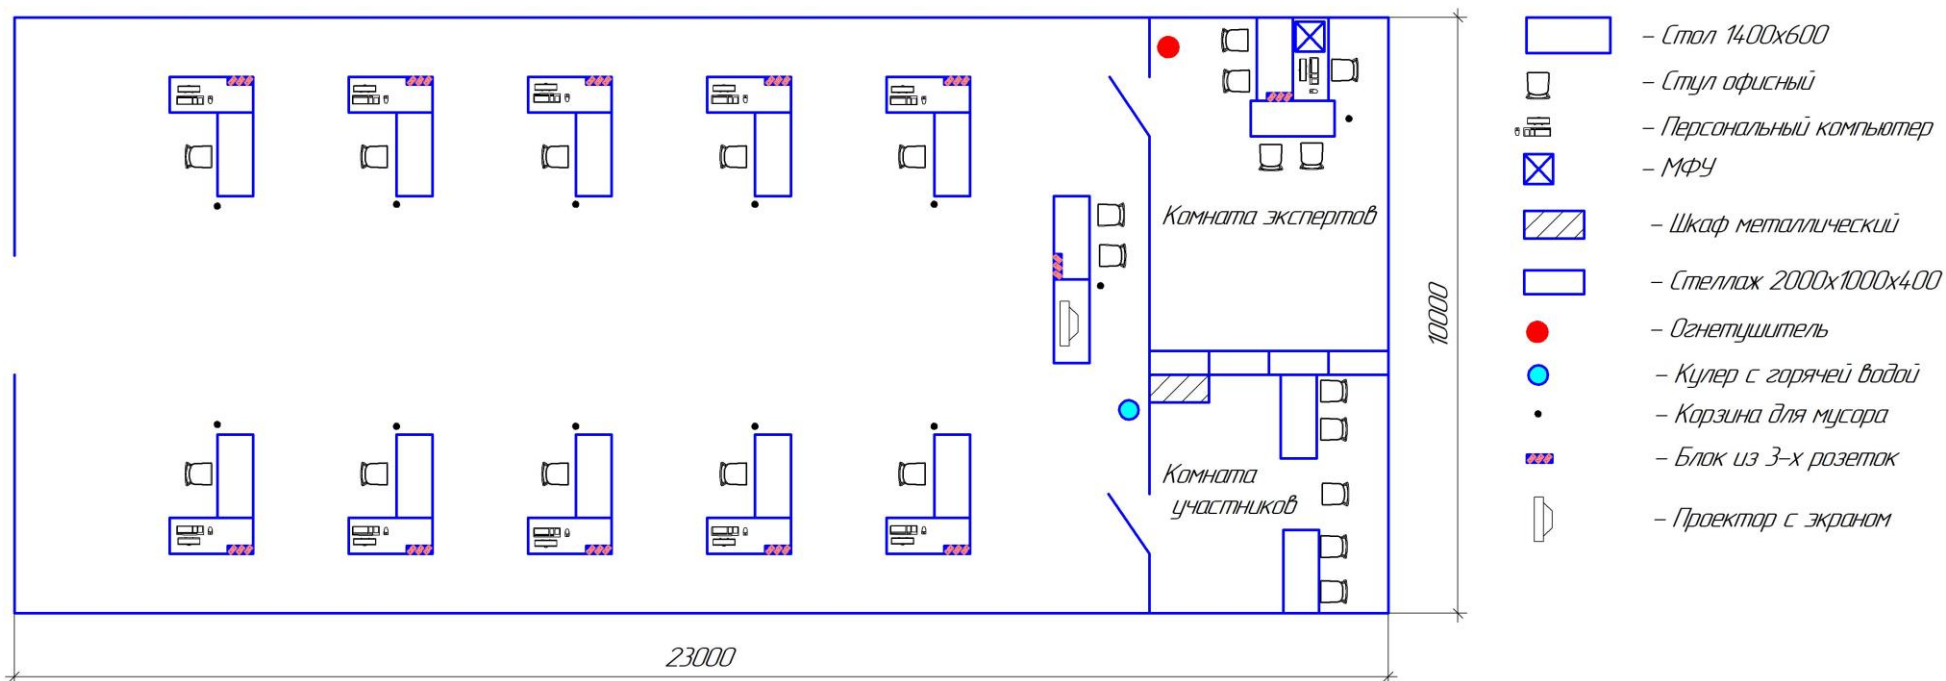 Комната экспертов
Комната
участников
23000
10000
- Стол 1400х600
- Стул офисный
- Персональный компьютер
- МФУ
- Шкаф металлический
- Стеллаж 2000х1000х400
- Огнетушитель
- Кулер с горячей водой
- Корзина для мусора
- Блок из 3-х розеток
- Проектор с экраном